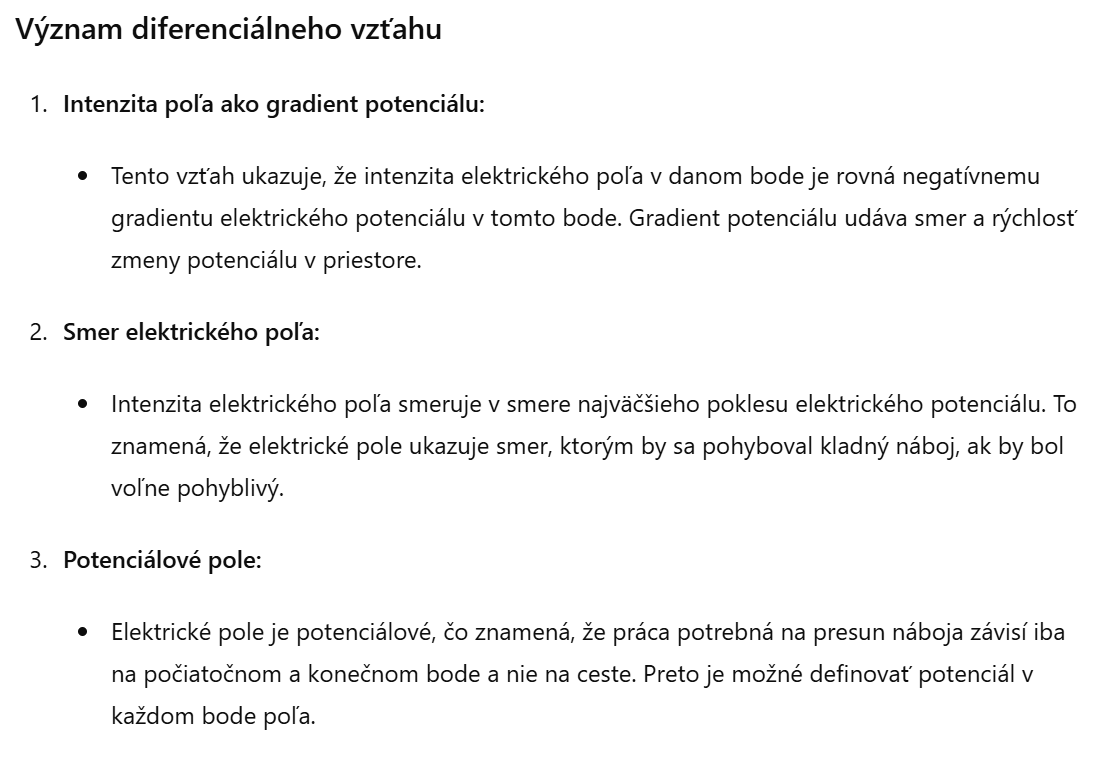 Význam diferenciálneho vzťahu
1. Intenzita poľa ako gradient potenciálu:
• Tento vzťah ukazuje, že intenzita elektrického poľa v danom bode je rovná negatívnemu
gradientu elektrického potenciálu v tomto bode. Gradient potenciálu udáva smer a rýchlosť
zmeny potenciálu v priestore.
2. Smer elektrického poľa:
• Intenzita elektrického poľa smeruje v smere najväčšieho poklesu elektrického potenciálu. To
znamená, že elektrické pole ukazuje smer, ktorým by sa pohyboval kladný náboj, ak by bol
voľne pohyblivý.
3. Potenciálové pole:
• Elektrické pole je potenciálové, čo znamená, že práca potrebná na presun náboja závisí iba
na počiatočnom a konečnom bode a nie na ceste. Preto je možné definovať potenciál v
každom bode poľa.